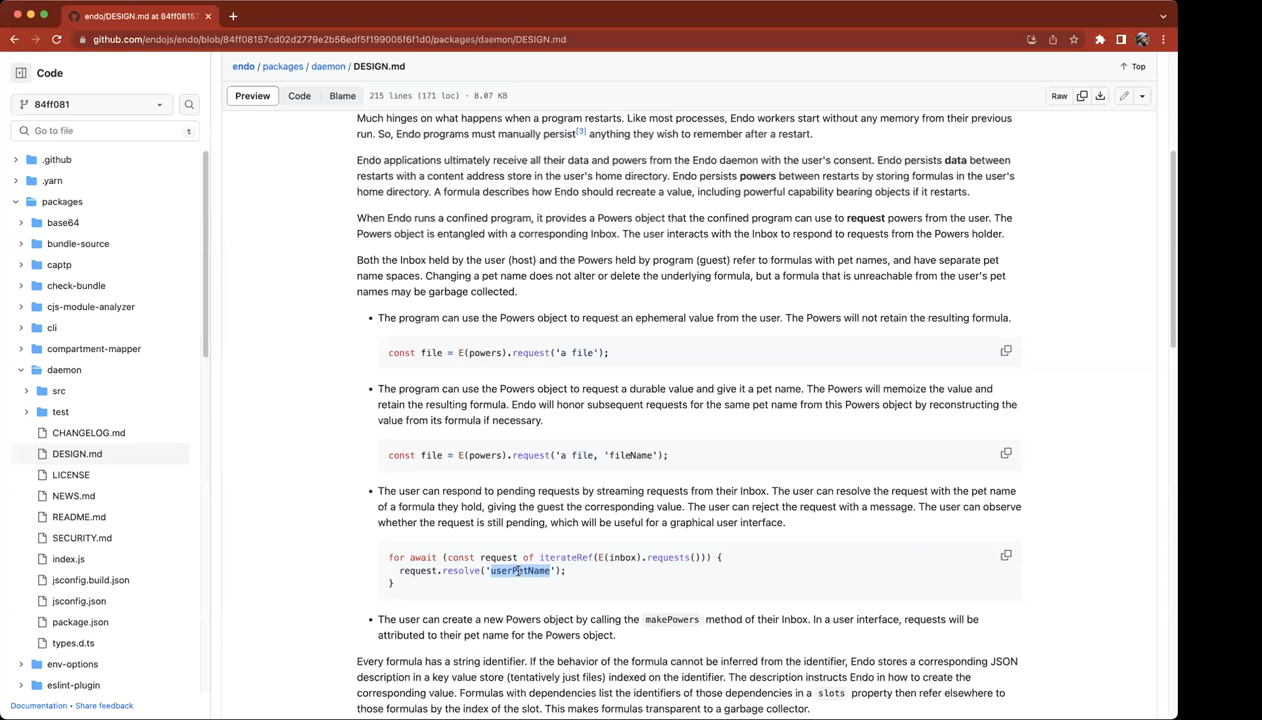 endo/DESIGN.md at 84ff08157
github.com/endojs/endo/blob/84ff08157cd02d2779e2b56edf5f199005f6f1d0/packages/daemon/DESIGN.md
Code
84ff081
Go to file
t
.github
.yarn
packages
base64
bundle-source
captp
check-bundle
cjs-module-analyzer
cli
compartment-mapper
daemon
src
test
CHANGELOG.md
DESIGN.md
LICENSE
NEWS.md
README.md
SECURITY.md
index.js
jsconfig.build.json
jsconfig.json
package.json
types.d.ts
env-options
eslint-plugin
Documentation • Share feedback
endo / packages / daemon / DESIGN.md
Top
Preview Code Blame 215 lines (171 loc) · 8.07 KB
Raw
Much hinges on what happens when a program restarts. Like most processes, Endo workers start without any memory from their previous
run. So, Endo programs must manually persist[3] anything they wish to remember after a restart.
Endo applications ultimately receive all their data and powers from the Endo daemon with the user's consent. Endo persists data between
restarts with a content address store in the user's home directory. Endo persists powers between restarts by storing formulas in the user's
home directory. A formula describes how Endo should recreate a value, including powerful capability bearing objects if it restarts.
When Endo runs a confined program, it provides a Powers object that the confined program can use to request powers from the user. The
Powers object is entangled with a corresponding Inbox. The user interacts with the Inbox to respond to requests from the Powers holder.
Both the Inbox held by the user (host) and the Powers held by program (guest) refer to formulas with pet names, and have separate pet
name spaces. Changing a pet name does not alter or delete the underlying formula, but a formula that is unreachable from the user's pet
names may be garbage collected.
• The program can use the Powers object to request an ephemeral value from the user. The Powers will not retain the resulting formula.
const file = E(powers).request('a file');
• The program can use the Powers object to request a durable value and give it a pet name. The Powers will memoize the value and
retain the resulting formula. Endo will honor subsequent requests for the same pet name from this Powers object by reconstructing the
value from its formula if necessary.
const file = E(powers).request('a file, 'fileName');
• The user can respond to pending requests by streaming requests from their Inbox. The user can resolve the request with the pet name
of a formula they hold, giving the guest the corresponding value. The user can reject the request with a message. The user can observe
whether the request is still pending, which will be useful for a graphical user interface.
for await (const request of iterateRef(E(inbox).requests())) {
request.resolve('userPetName');
}
• The user can create a new Powers object by calling the makePowers method of their Inbox. In a user interface, requests will be
attributed to their pet name for the Powers object.
Every formula has a string identifier. If the behavior of the formula cannot be inferred from the identifier, Endo stores a corresponding JSON
description in a key value store (tentatively just files) indexed on the identifier. The description instructs Endo in how to create the
corresponding value. Formulas with dependencies list the identifiers of those dependencies in a slots property then refer elsewhere to
those formulas by the index of the slot. This makes formulas transparent to a garbage collector.